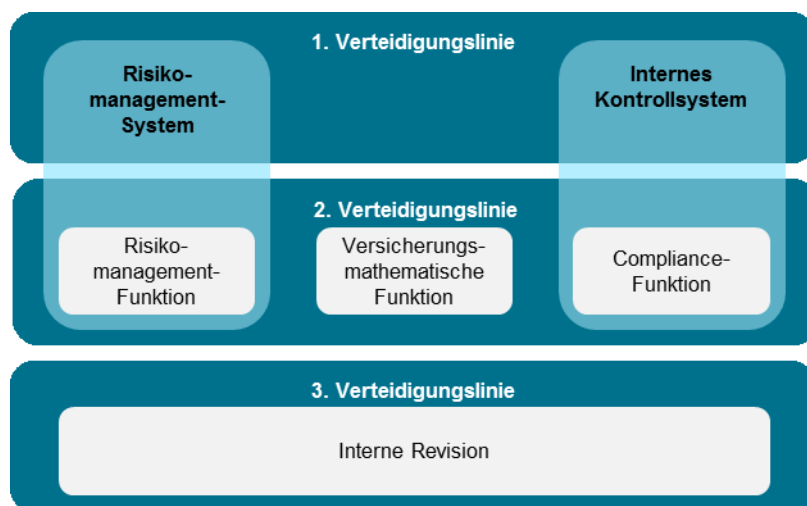 1. Verteidigungslinie
Risiko-
management-
System
Internes
Kontrollsystem
2. Verteidigungslinie
Risiko-
management-
Funktion
Versicherungs-
mathematische
Funktion
Compliance-
Funktion
3. Verteidigungslinie
Interne Revision